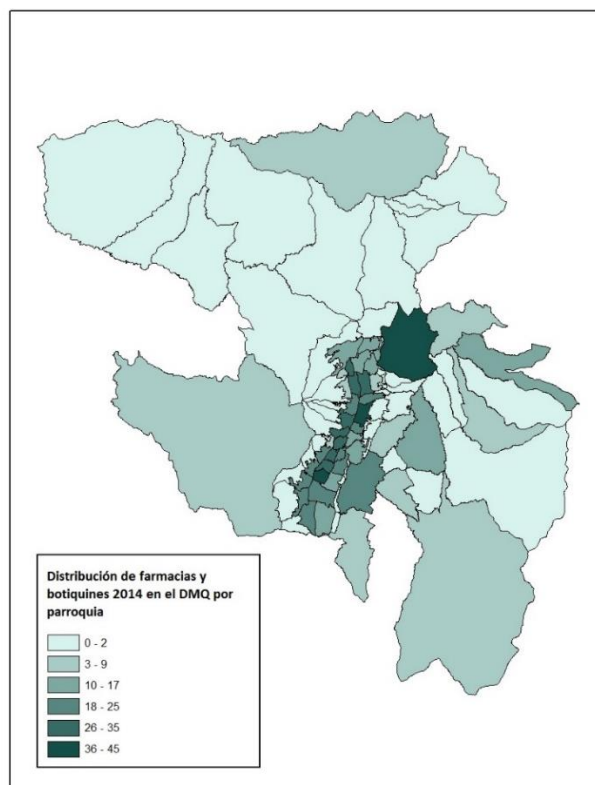 Distribución de farmacias y
botiquines 2014 en el DMQ por
parroquia
0 - 2
3 - 9
10 - 17
18 - 25
26 - 35
36 - 45